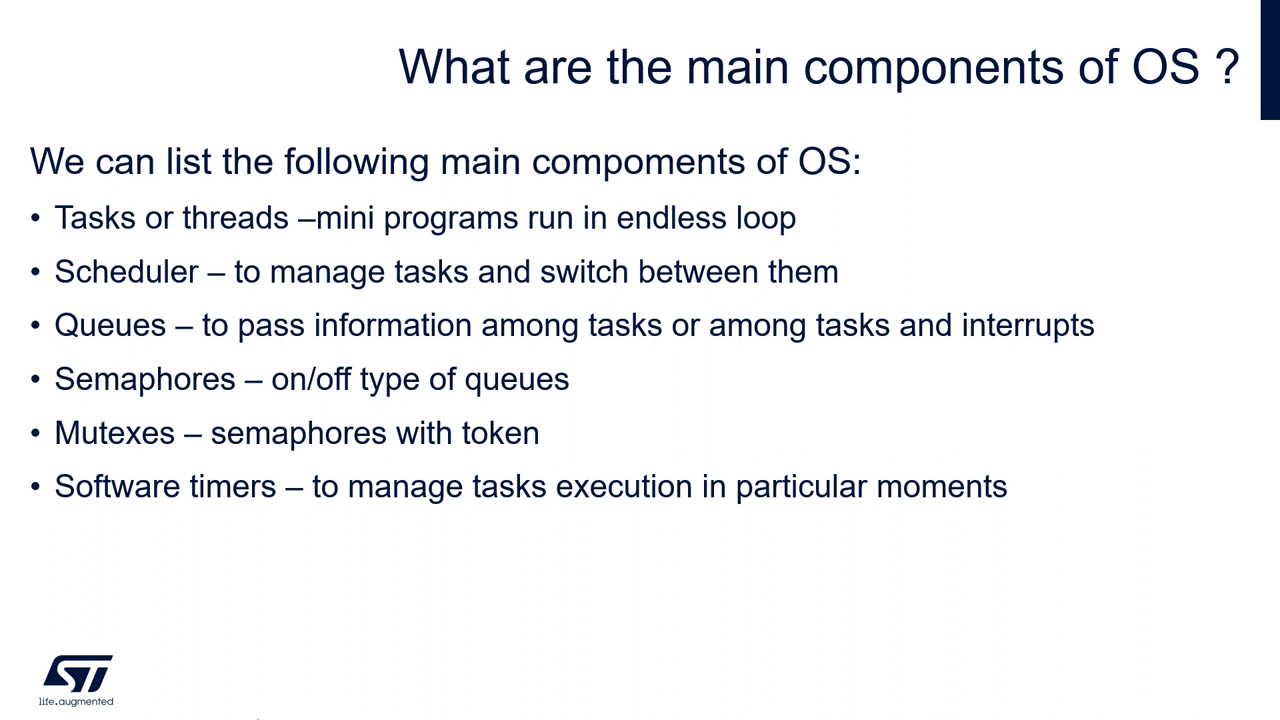 What are the main components of OS ?
We can list the following main compoments of OS:
• Tasks or threads –mini programs run in endless loop
• Scheduler – to manage tasks and switch between them
• Queues – to pass information among tasks or among tasks and interrupts
• Semaphores – on/off type of queues
• Mutexes – semaphores with token
• Software timers – to manage tasks execution in particular moments
ST
life.augmented